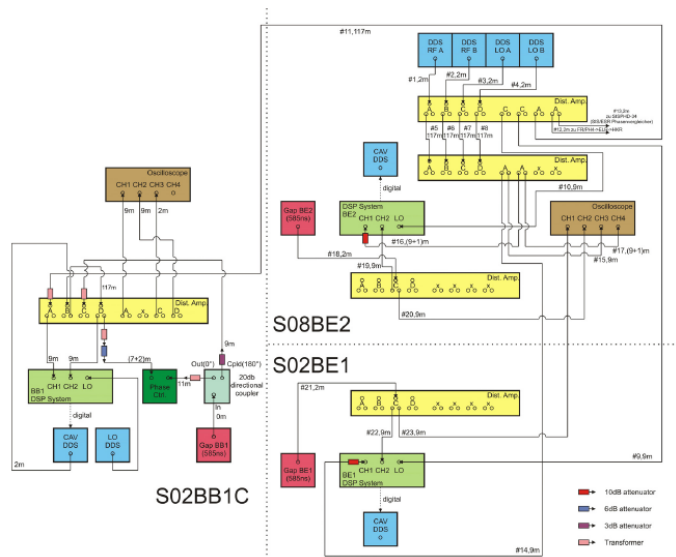 #11,117m
DDS RF A
DDS RF B
DDS LO A
DDS LO B
#1,2m
#2,2m
#3,2m
#4,2m
Dist. Amp.
A B C D C C A A
#5 117m
#6 117m
#7 117m
#8 117m
Dist. Amp.
A B C D A A x x
CAV DDS
digital
#10,9m
DSP System BE2
CH1 CH2 LO
Gap BE2 (585ns)
Oscilloscope
CH1 CH2 CH3 CH4
#16,(9+1)m
#17,(9+1)m
#15,9m
#18,2m
#19,9m
Dist. Amp.
A B C D x x x x
#20,9m
S08BE2
S02BE1
#21,2m
Dist. Amp.
A B C D x x x x
#22,9m
#23,9m
Gap BE1 (585ns)
CH1 CH2 LO
BE1 DSP System
#9,9m
digital
CAV DDS
#14,9m
10dB attenuator
6dB attenuator
3dB attenuator
Transformer
Oscilloscope
CH1 CH2 CH3 CH4
9m
9m
2m
117m
Dist. Amp.
A B C D A x C D
9m
9m
(7+2)m
Out(0°)
Cpld(180°)
9m
CH1 CH2 LO
BB1 DSP System
Phase Ctrl.
11m
20db directional coupler
In
0m
digital
CAV DDS
LO DDS
Gap BB1 (555ns)
2m
S02BB1C